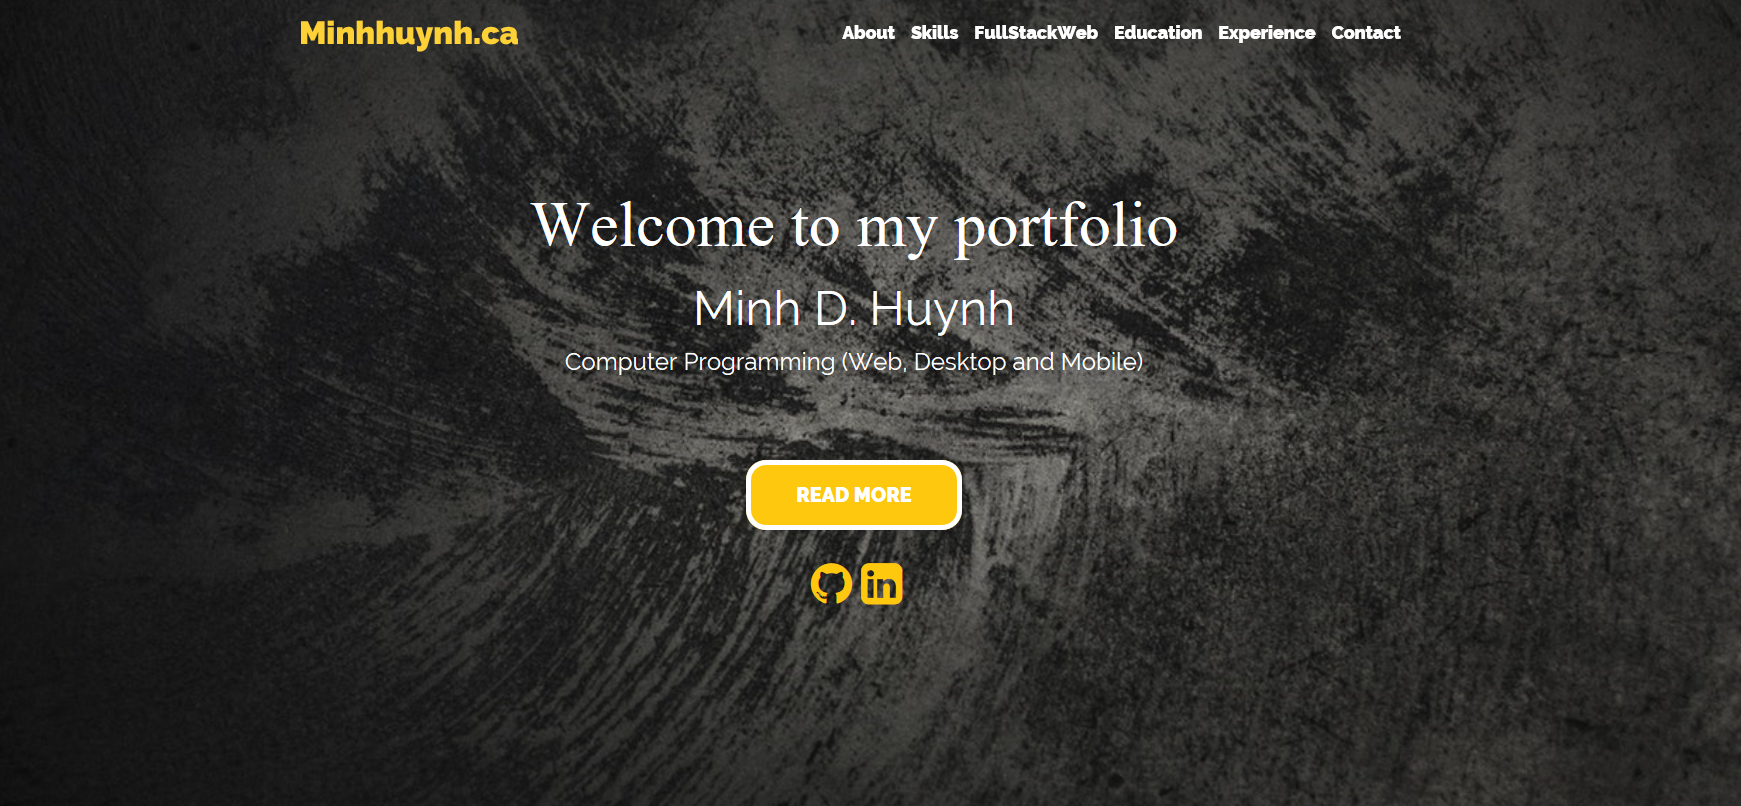 Minhhuynh.ca
About Skills FullStackWeb Education Experience Contact
Welcome to my portfolio
Minh D. Huynh
Computer Programming (Web, Desktop and Mobile)
READ MORE
in